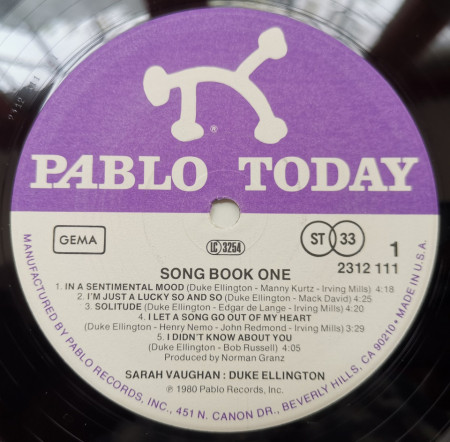 ®
PABLO TODAY
GEMA
LC 3254
ST 33
1
2312 111
SONG BOOK ONE
1. IN A SENTIMENTAL MOOD (Duke Ellington - Manny Kurtz - Irving Mills) 4:18
2. I'M JUST A LUCKY SO AND SO (Duke Ellington - Mack David) 4:25
3. SOLITUDE (Duke Ellington - Edgar de Lange - Irving Mills) 4:20
4. I LET A SONG GO OUT OF MY HEART
(Duke Ellington - Henry Nemo - John Redmond - Irving Mills) 3:29
5. I DIDN'T KNOW ABOUT YOU
(Duke Ellington - Bob Russell) 4:05
Produced by Norman Granz
SARAH VAUGHAN : DUKE ELLINGTON
℗ 1980 Pablo Records, Inc.
MANUFACTURED BY PABLO RECORDS, INC., 451 N. CANON DR., BEVERLY HILLS, CA 90210 • MADE IN U.S.A.